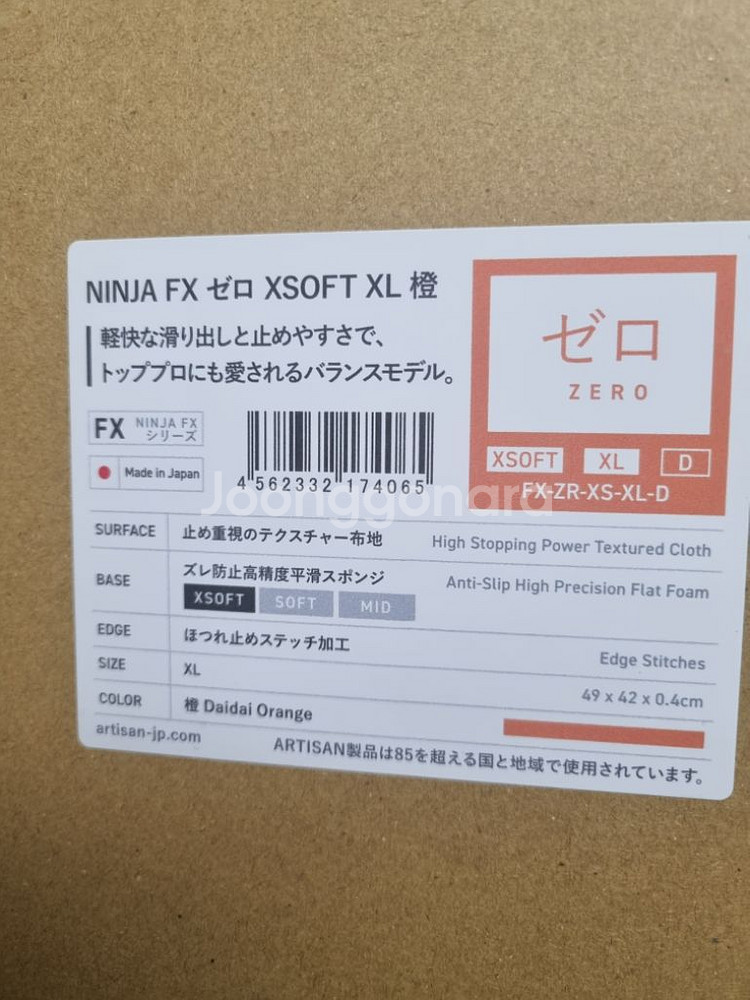 NINJA FX ゼロ XSOFT XL 橙
軽快な滑り出しと止めやすさで、
トッププロにも愛されるバランスモデル。
FX NINJA FX シリーズ
Made in Japan
4 562332 174065
ゼロ
ZERO
XSOFT XL D
FX-ZR-XS-XL-D
Joonggonara
SURFACE 止め重視のテクスチャー布地 High Stopping Power Textured Cloth
BASE ズレ防止高精度平滑スポンジ Anti-Slip High Precision Flat Foam
XSOFT SOFT MID
EDGE ほつれ止めステッチ加工 Edge Stitches
SIZE XL 49 x 42 x 0.4cm
COLOR 橙 Daidai Orange
artisan-jp.com ARTISAN製品は85を超える国と地域で使用されています。